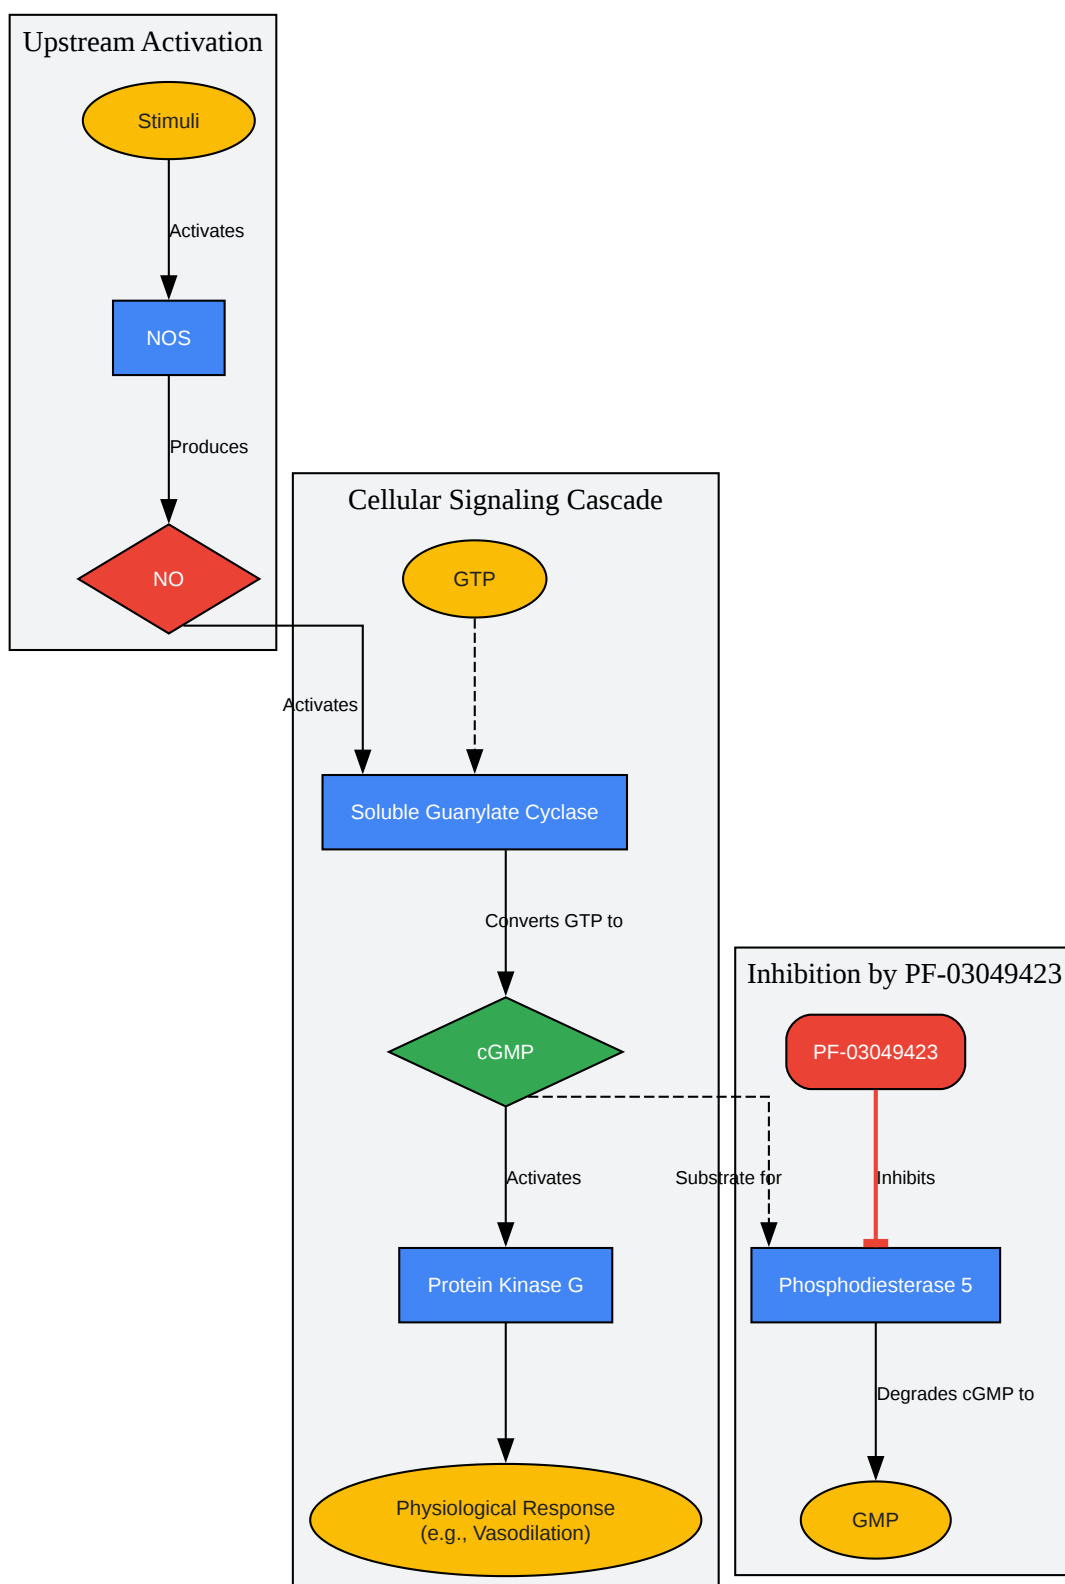 Upstream Activation
Stimuli
Activates
NOS
Produces
NO
Activates
Cellular Signaling Cascade
GTP
Soluble Guanylate Cyclase
Converts GTP to
cGMP
Activates
Substrate for
Protein Kinase G
Physiological Response
(e.g., Vasodilation)
Inhibition by PF-03049423
PF-03049423
Inhibits
Phosphodiesterase 5
Degrades cGMP to
GMP